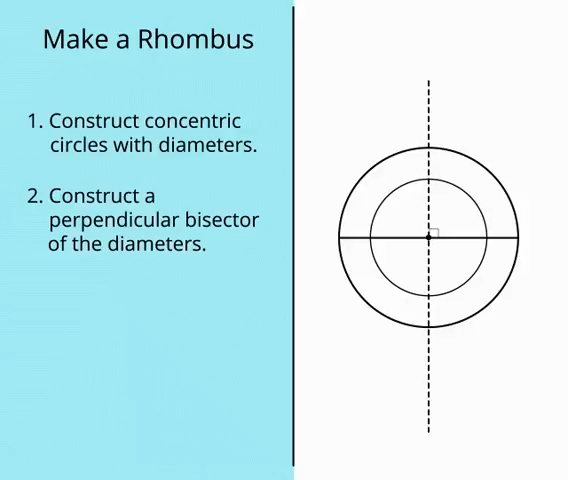 Make a Rhombus
1. Construct concentric
circles with diameters.
2. Construct a
perpendicular bisector
of the diameters.